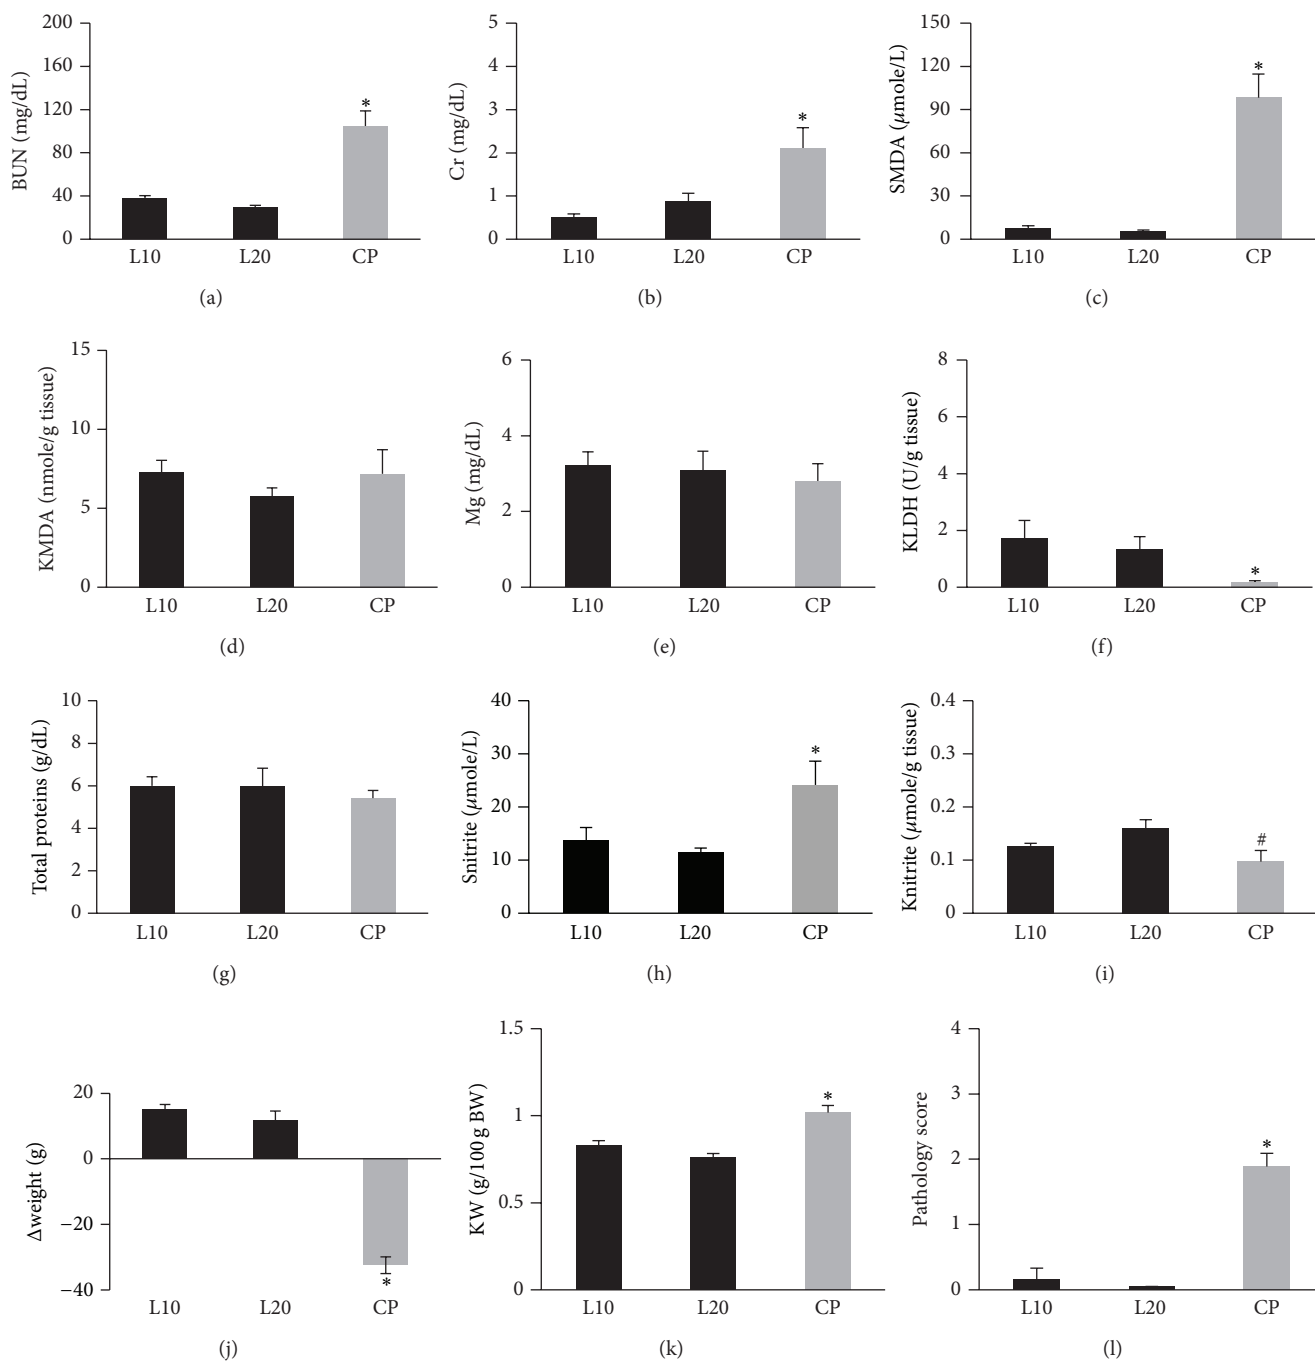 BUN (mg/dL)
200
160
120
80
40
0
*
L10 L20 CP
(a)
Cr (mg/dL)
5
4
3
2
1
0
*
L10 L20 CP
(b)
SMDA (μmole/L)
150
120
90
60
30
0
*
L10 L20 CP
(c)
KMDA (nmole/g tissue)
15
10
5
0
L10 L20 CP
(d)
Mg (mg/dL)
6
4
2
0
L10 L20 CP
(e)
KLDH (U/g tissue)
8
6
4
2
0
*
L10 L20 CP
(f)
Total proteins (g/dL)
10
8
6
4
2
0
L10 L20 CP
(g)
Snitrite (μmole/L)
40
30
20
10
0
*
L10 L20 CP
(h)
Knitrite (μmole/g tissue)
0.4
0.3
0.2
0.1
0
#
L10 L20 CP
(i)
Δweight (g)
20
0
−20
−40
*
L10 L20 CP
(j)
KW (g/100 g BW)
1.5
1
0.5
0
*
L10 L20 CP
(k)
Pathology score
4
3
2
1
0
*
L10 L20 CP
(l)